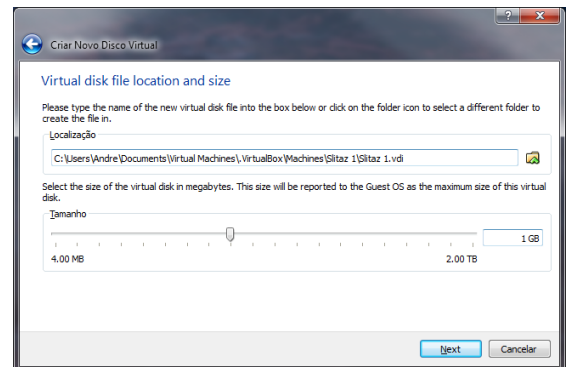 Criar Novo Disco Virtual
Virtual disk file location and size
Please type the name of the new virtual disk file into the box below or click on the folder icon to select a different folder to
create the file in.
Localização
C:\Users\Andre\Documents\Virtual Machines\.VirtualBox\Machines\Slitaz 1\Slitaz 1.vdi
Select the size of the virtual disk in megabytes. This size will be reported to the Guest OS as the maximum size of this virtual
disk.
Tamanho
1 GB
4.00 MB 2.00 TB
Next Cancelar